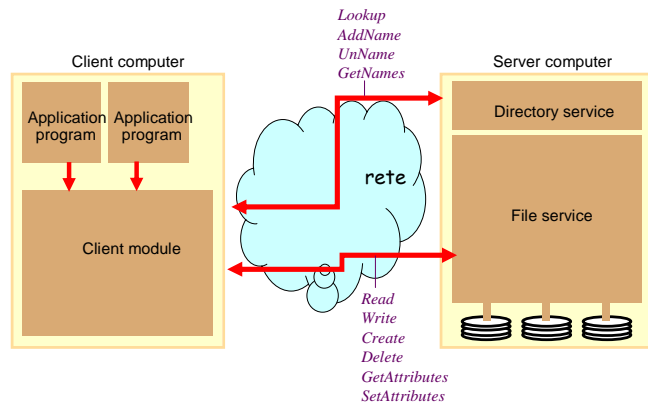 Lookup
AddName
UnName
GetNames
Client computer
Server computer
Application
program
Application
program
Directory service
rete
File service
Client module
Read
Write
Create
Delete
GetAttributes
SetAttributes